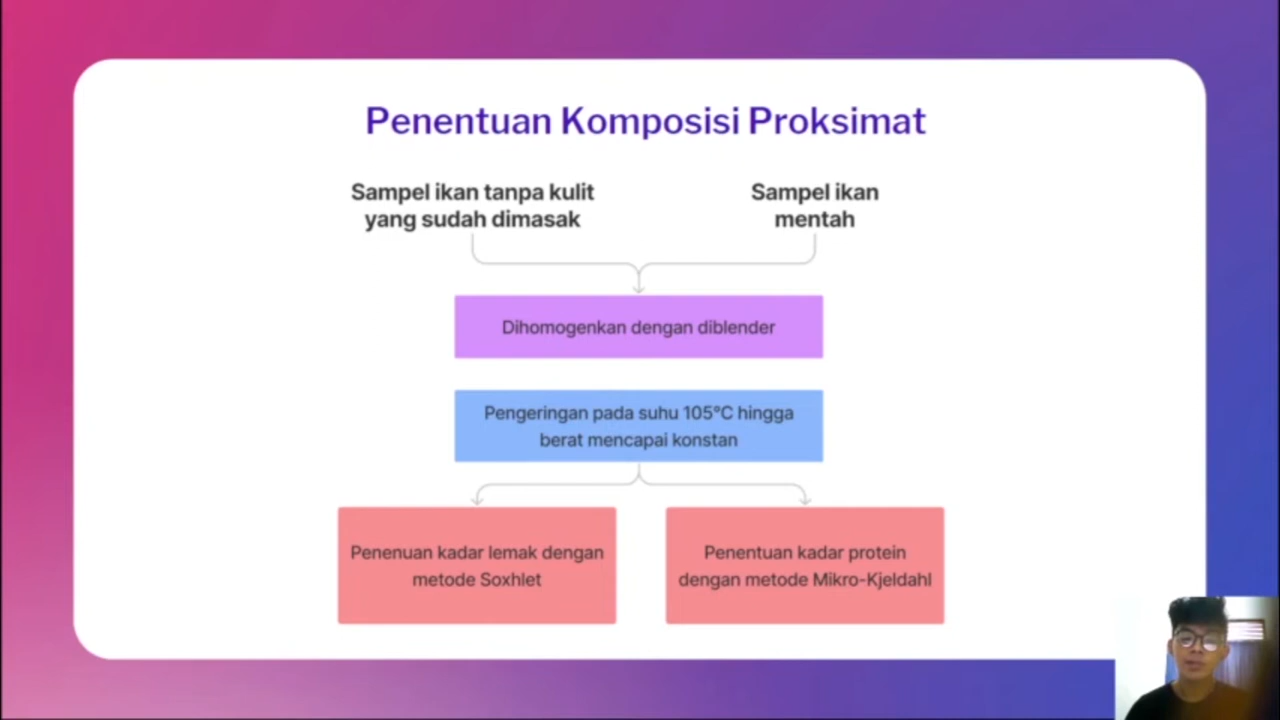 Penentuan Komposisi Proksimat
Sampel ikan tanpa kulit
yang sudah dimasak
Sampel ikan
mentah
Dihomogenkan dengan diblender
Pengeringan pada suhu 105°C hingga
berat mencapai konstan
Penenuan kadar lemak dengan
metode Soxhlet
Penentuan kadar protein
dengan metode Mikro-Kjeldahl